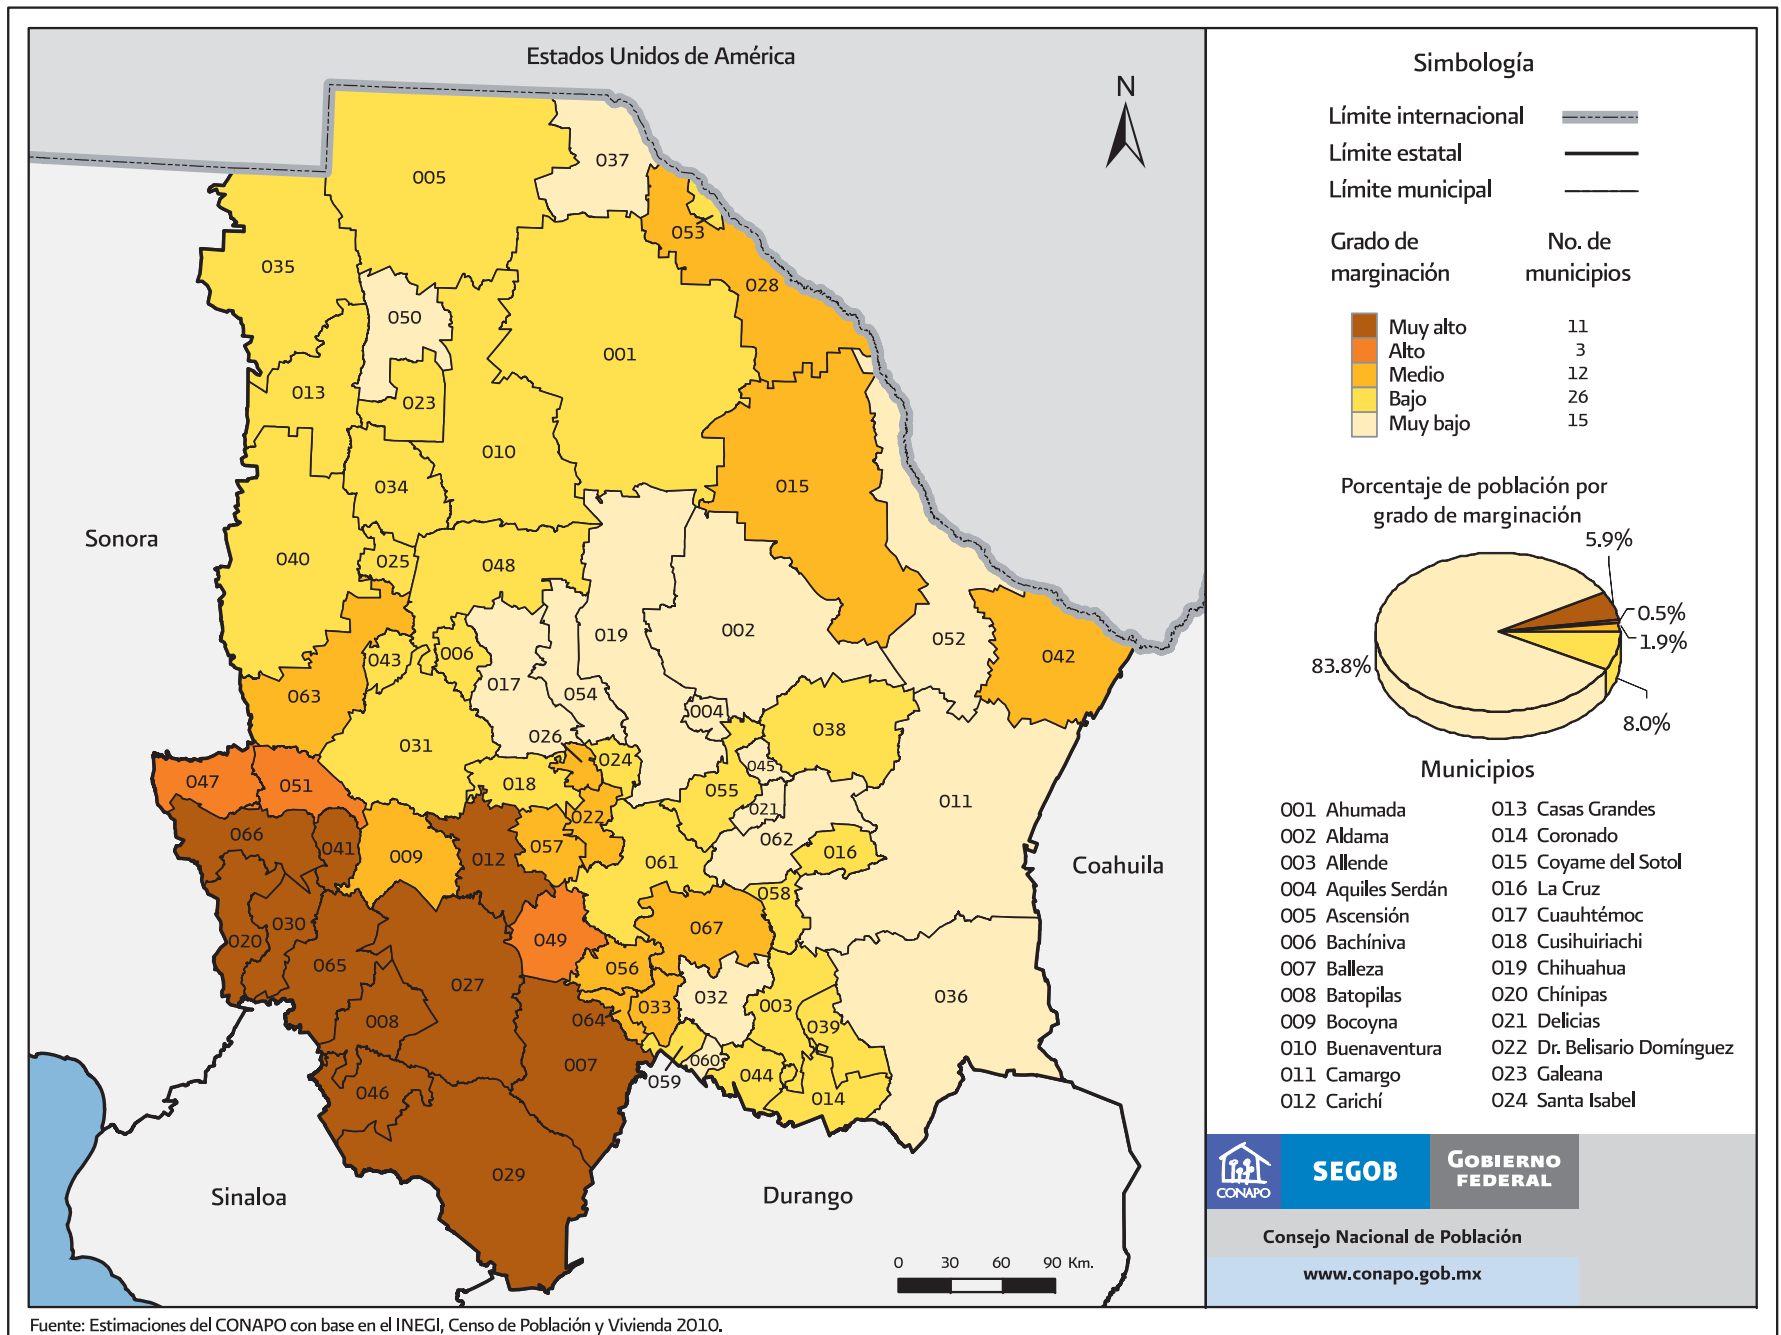 Estados Unidos de América
N
037
005
053
035
028
050
001
013
023
010
034
015
Sonora
040
025
048
019
002
052
006
043
042
017
063
054
004
038
026
031
024
045
047
051
018
055
011
021
022
066
062
041
009
012
057
016
061
Coahuila
058
030
020
049
067
065
056
027
036
032
003
033
008
064
039
007
060
059
044
046
014
029
Sinaloa
Durango
0 30 60 90 Km.
Simbología
Límite internacional
Límite estatal
Límite municipal
Grado de marginación
No. de municipios
Muy alto 11
Alto 3
Medio 12
Bajo 26
Muy bajo 15
Porcentaje de población por
grado de marginación
5.9%
0.5%
1.9%
83.8%
8.0%
Municipios
001 Ahumada
002 Aldama
003 Allende
004 Aquiles Serdán
005 Ascensión
006 Bachíniva
007 Balleza
008 Batopilas
009 Bocoyna
010 Buenaventura
011 Camargo
012 Carichí
013 Casas Grandes
014 Coronado
015 Coyame del Sotol
016 La Cruz
017 Cuauhtémoc
018 Cusihuiriachi
019 Chihuahua
020 Chínipas
021 Delicias
022 Dr. Belisario Domínguez
023 Galeana
024 Santa Isabel
CONAPO
SEGOB
GOBIERNO
FEDERAL
Consejo Nacional de Población
www.conapo.gob.mx
Fuente: Estimaciones del CONAPO con base en el INEGI, Censo de Población y Vivienda 2010.